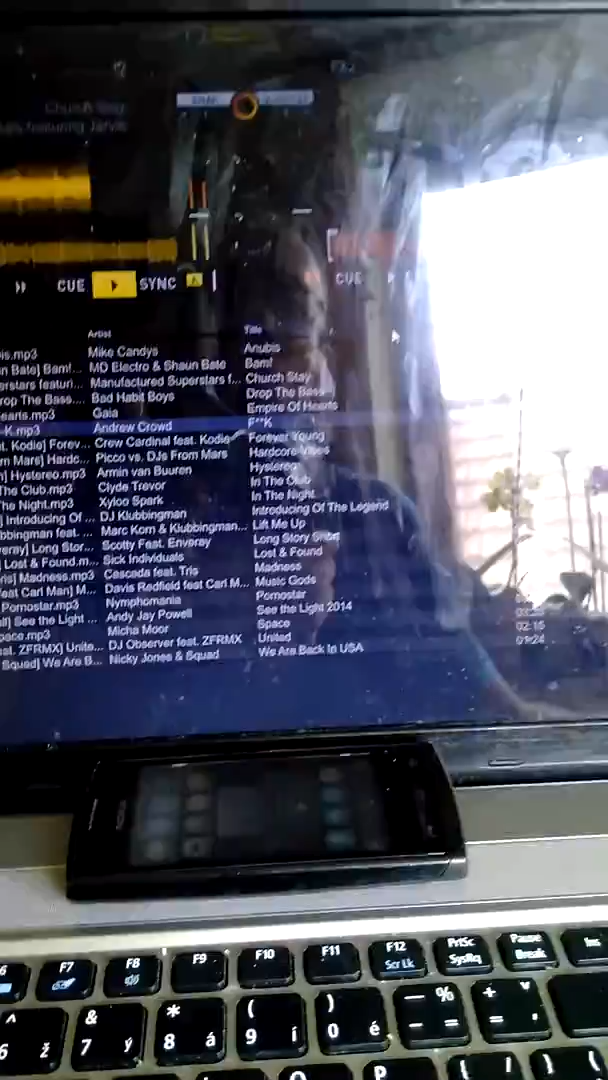 Church Stay
featuring Jarvis
CUE SYNC CUE
Artist Title
is.mp3 Mike Candys Anubis
n Bate] Bam!... MD Electro & Shaun Bate Bam!
erstars featuri... Manufactured Superstars f... Church Stay
rop The Bass.... Bad Habit Boys Drop The Bass
earts.mp3 Gaia Empire Of Hearts
K.mp3 Andrew Crowd F**K
t. Kodie] Forev... Crew Cardinal feat. Kodie Forever Young
m Mars] Hardc... Picco vs. DJs From Mars Hardcore Vibes
n] Hystereo.mp3 Armin van Buuren Hystereo
The Club.mp3 Clyde Trevor In The Club
The Night.mp3 Xyloo Spark In The Night
] Introducing Of ... DJ Klubbingman Introducing Of The Legend
bbingman feat. ... Marc Korn & Klubbingman... Lift Me Up
veray] Long Stor... Scotty Feat. Enveray Long Story Short
] Lost & Found.m... Sick Individuals Lost & Found
ris] Madness.mp3 Cascada feat. Tris Madness
feat Carl Man] M... Davis Redfield feat Carl M... Music Gods
Pornostar.mp3 Nymphomania Pornostar
ll] See the Light ... Andy Jay Powell See the Light 2014
pace.mp3 Micha Moor Space 02:15
at. ZFRMX] Unite... DJ Observer feat. ZFRMX United 01:24
Squad] We Are B... Nicky Jones & Squad We Are Back In USA
F7 F8 F9 F10 F11 F12 PrtSc Pause Ins
Scr Lk SysRq Break
^ & * ( ) — % + ˇ
6 ž 7 ý 8 á 9 í 0 é - = = ,
O P { [ } ) (